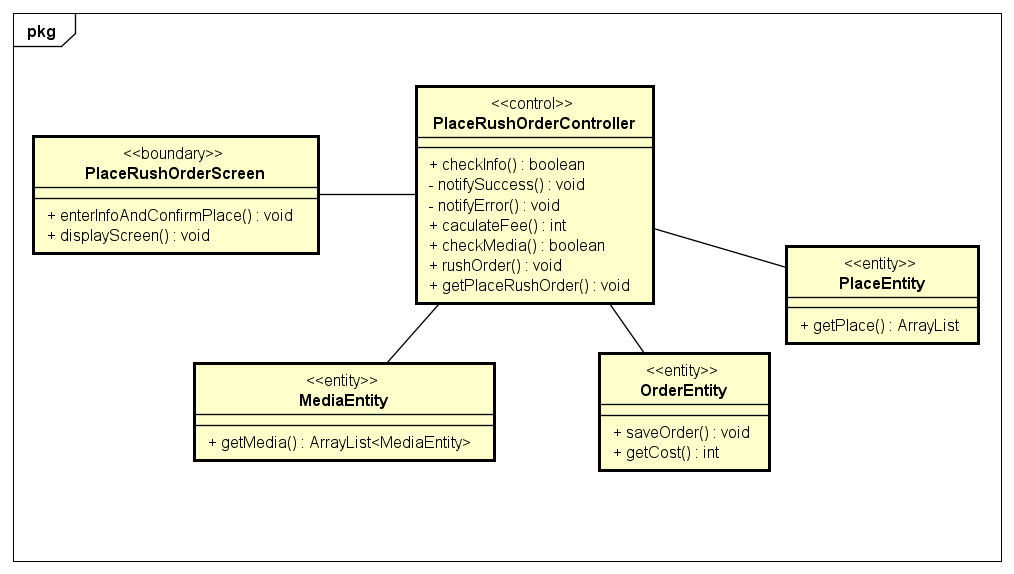 pkg
<<control>>
PlaceRushOrderController
+ checkInfo() : boolean
- notifySuccess() : void
- notifyError() : void
+ caculateFee() : int
+ checkMedia() : boolean
+ rushOrder() : void
+ getPlaceRushOrder() : void
<<boundary>>
PlaceRushOrderScreen
+ enterInfoAndConfirmPlace() : void
+ displayScreen() : void
<<entity>>
PlaceEntity
+ getPlace() : ArrayList
<<entity>>
MediaEntity
+ getMedia() : ArrayList<MediaEntity>
<<entity>>
OrderEntity
+ saveOrder() : void
+ getCost() : int